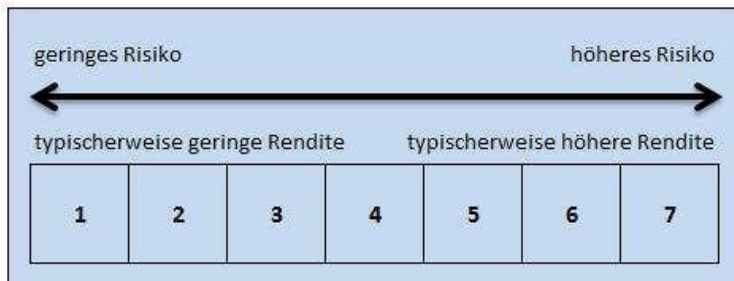 geringes Risiko höheres Risiko
typischerweise geringe Rendite typischerweise höhere Rendite
1 2 3 4 5 6 7